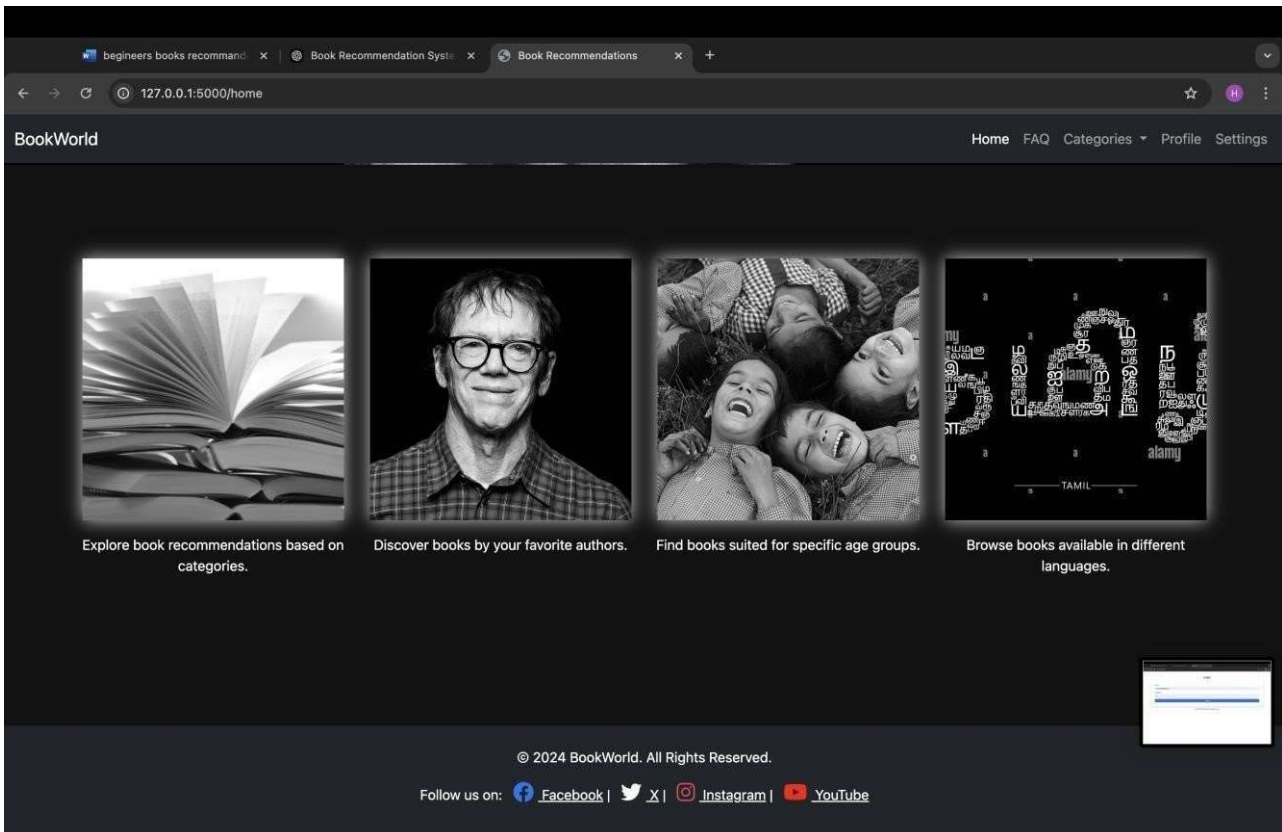 begineers books recommand
Book Recommendation Syste
Book Recommendations
127.0.0.1:5000/home
H
BookWorld
Home FAQ Categories Profile Settings
alamy
alamy
TAMIL
Explore book recommendations based on
categories.
Discover books by your favorite authors.
Find books suited for specific age groups.
Browse books available in different
languages.
© 2024 BookWorld. All Rights Reserved.
Follow us on: Facebook | X | Instagram | YouTube